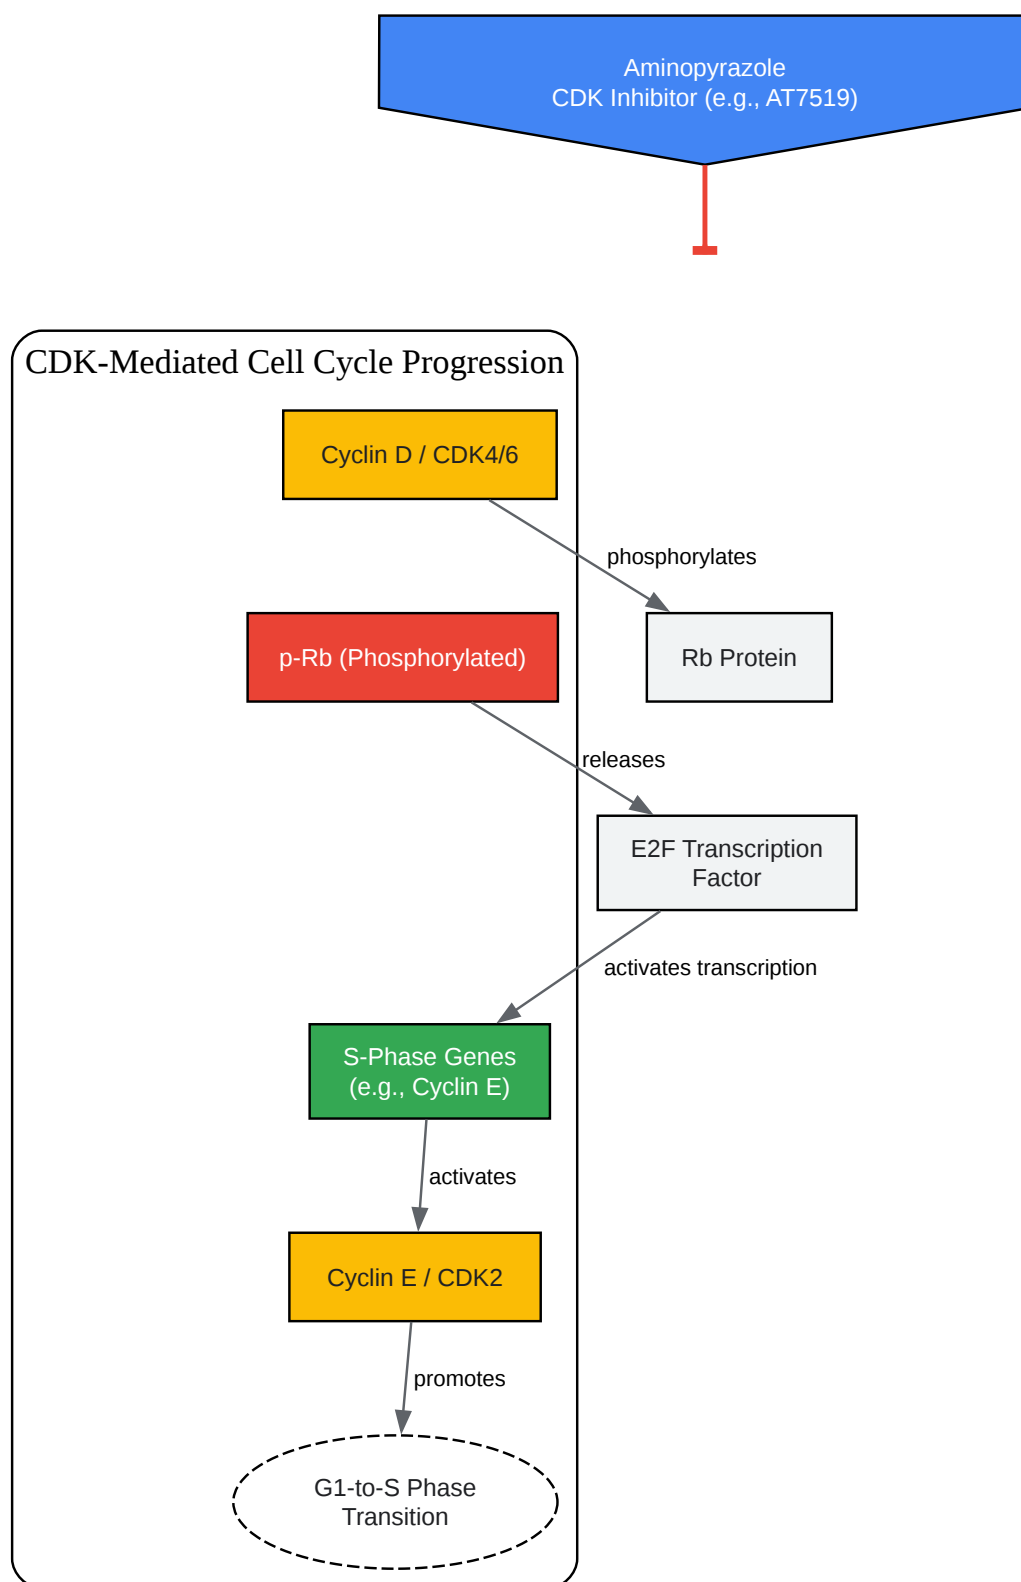 Aminopyrazole
CDK Inhibitor (e.g., AT7519)
CDK-Mediated Cell Cycle Progression
Cyclin D / CDK4/6
phosphorylates
p-Rb (Phosphorylated)
Rb Protein
releases
E2F Transcription
Factor
activates transcription
S-Phase Genes
(e.g., Cyclin E)
activates
Cyclin E / CDK2
promotes
G1-to-S Phase
Transition